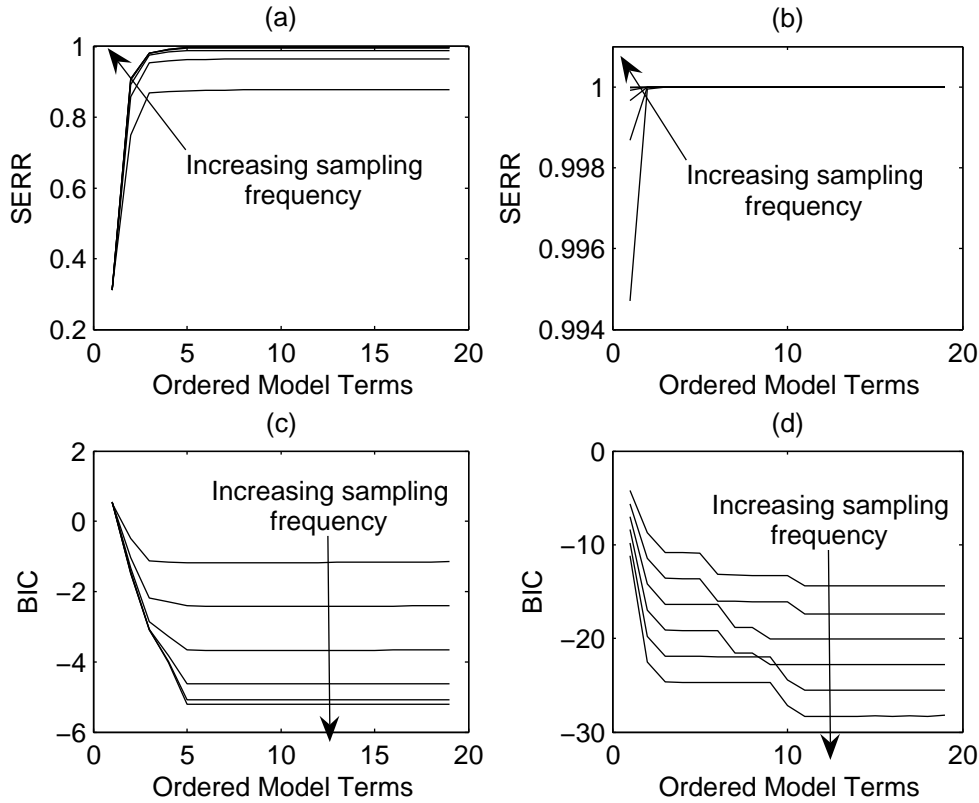 (a)
1
0.8
0.6
0.4
0.2
SERR
Increasing sampling
frequency
0
5
10
15
20
Ordered Model Terms
(b)
1
0.998
0.996
0.994
SERR
Increasing sampling
frequency
0
10
20
Ordered Model Terms
(c)
2
0
−2
−4
−6
BIC
Increasing sampling
frequency
0
5
10
15
20
Ordered Model Terms
(d)
0
−10
−20
−30
BIC
Increasing sampling
frequency
0
10
20
Ordered Model Terms